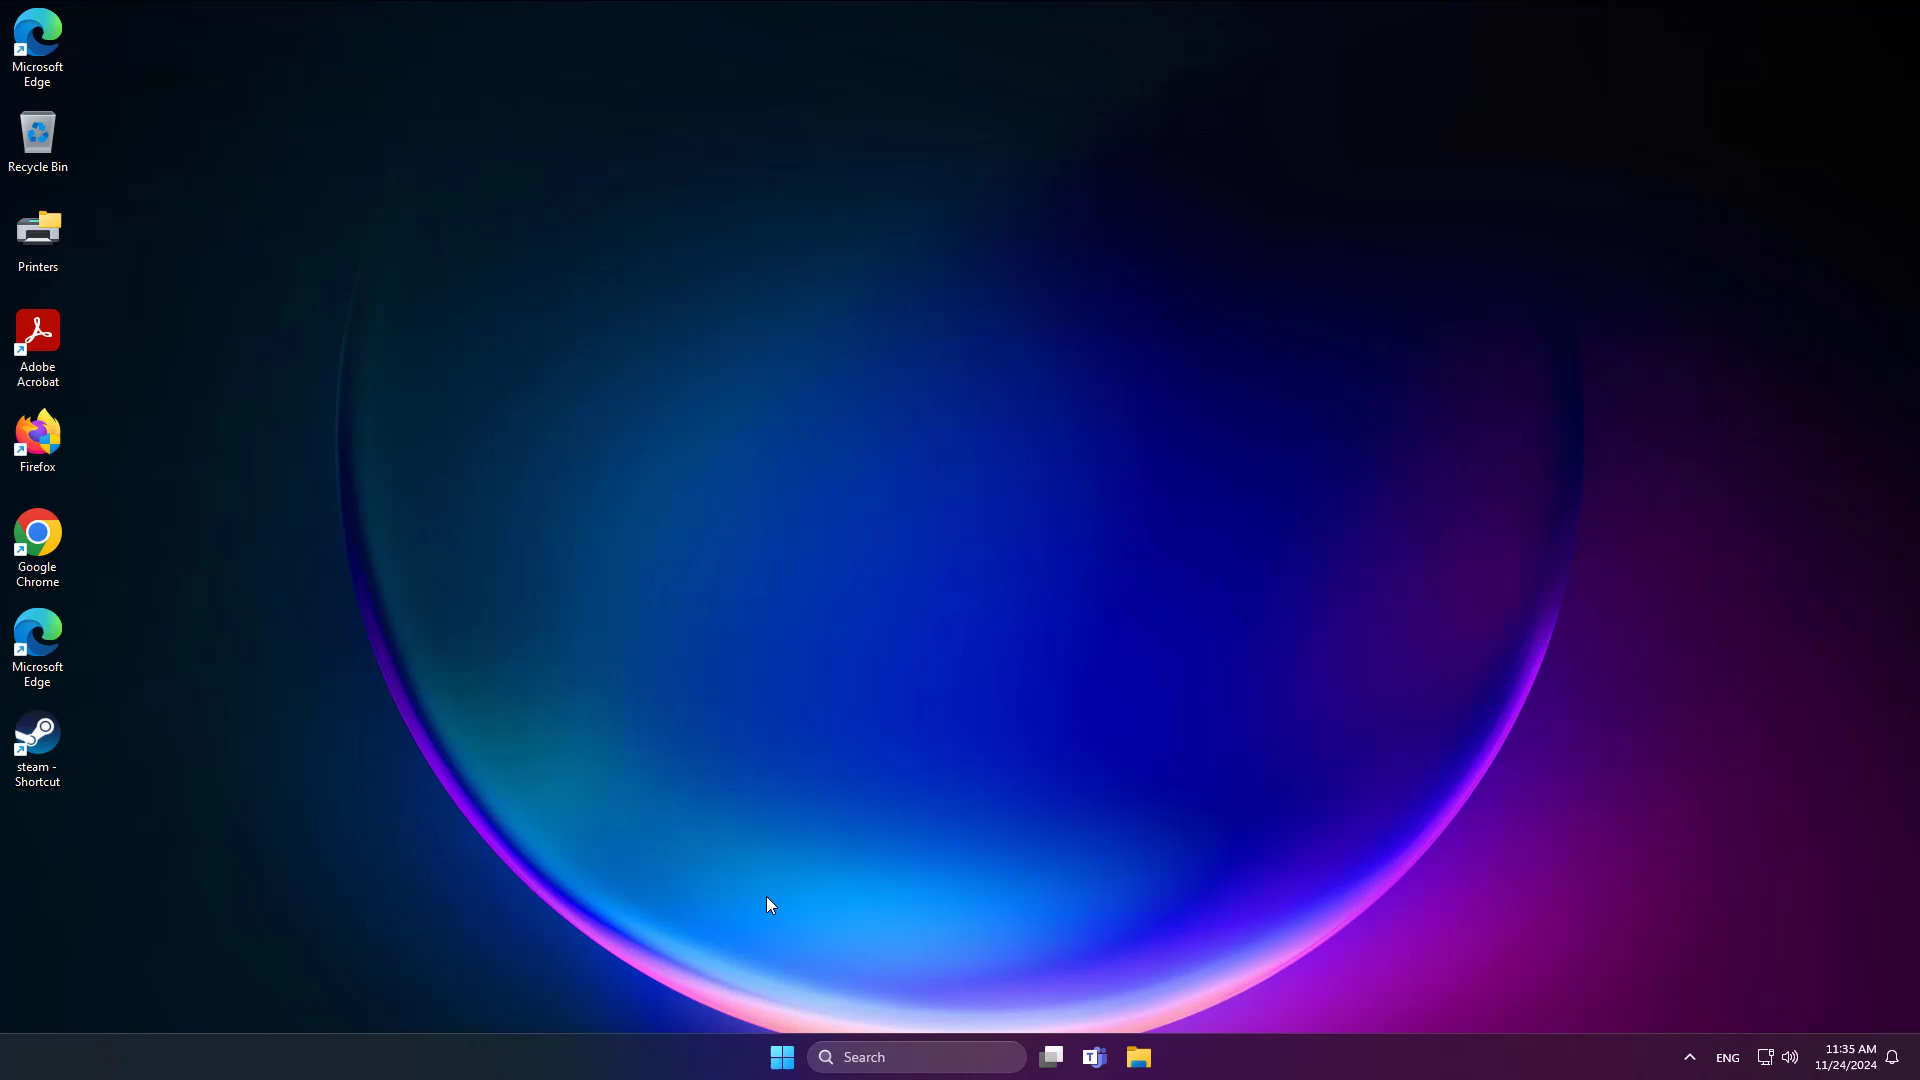 Microsoft
Edge
Recycle Bin
Printers
Adobe
Acrobat
Firefox
Google
Chrome
Microsoft
Edge
steam -
Shortcut
Search
ENG
11:35 AM
11/24/2024